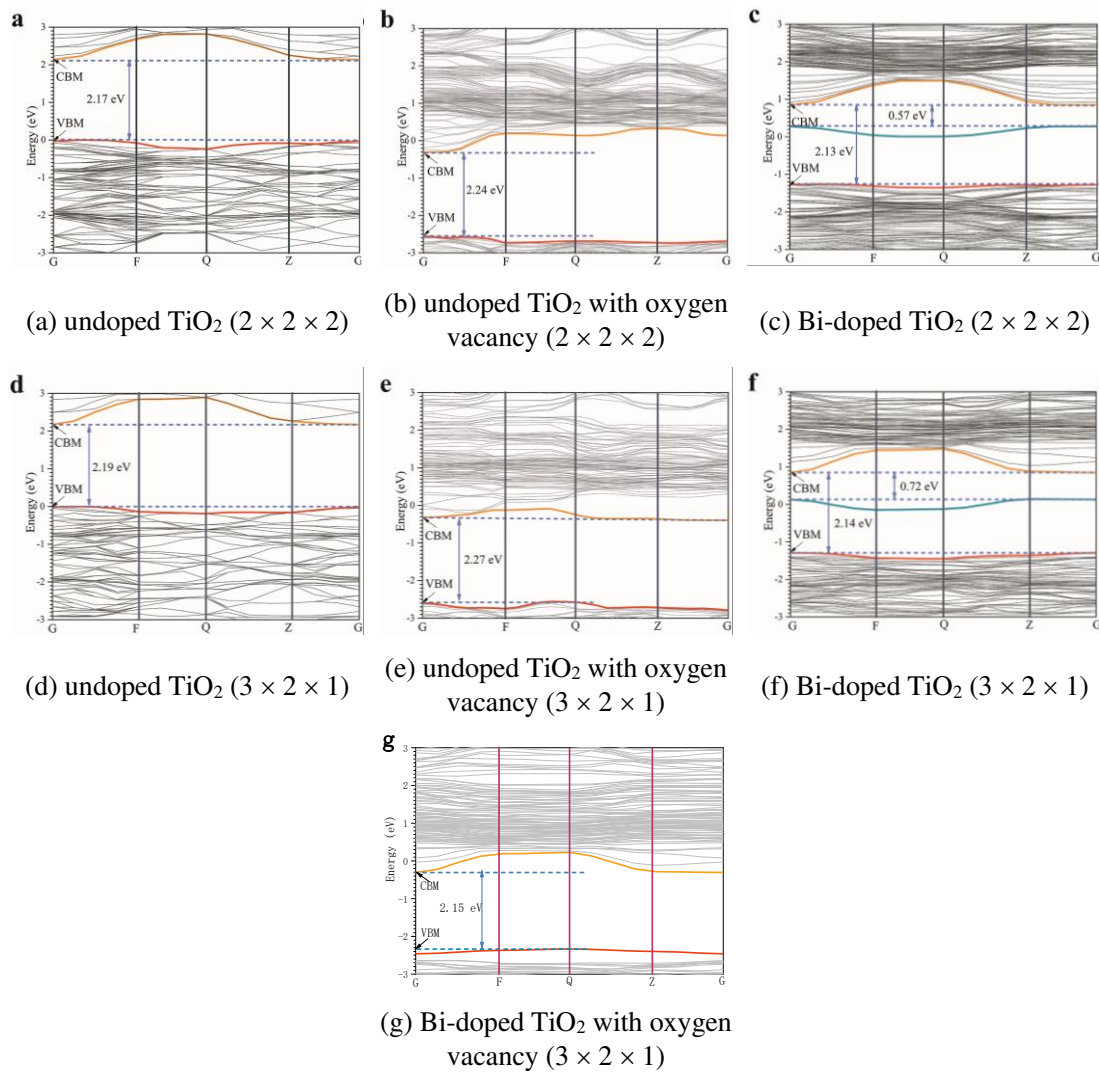 a
3
2
1
0
-1
-2
-3
Energy (eV)
CBM
2.17 eV
VBM
G F Q Z G
(a) undoped TiO₂ (2 × 2 × 2)
b
3
2
1
0
-1
-2
-3
Energy (eV)
CBM
2.24 eV
VBM
G F Q Z G
(b) undoped TiO₂ with oxygen
vacancy (2 × 2 × 2)
c
3
2
1
0
-1
-2
-3
Energy (eV)
CBM
0.57 eV
2.13 eV
VBM
G F Q Z G
(c) Bi-doped TiO₂ (2 × 2 × 2)
d
3
2
1
0
-1
-2
-3
Energy (eV)
CBM
2.19 eV
VBM
G F Q Z G
(d) undoped TiO₂ (3 × 2 × 1)
e
3
2
1
0
-1
-2
-3
Energy (eV)
CBM
2.27 eV
VBM
G F Q Z G
(e) undoped TiO₂ with oxygen
vacancy (3 × 2 × 1)
f
3
2
1
0
-1
-2
-3
Energy (eV)
CBM
0.72 eV
2.14 eV
VBM
G F Q Z G
(f) Bi-doped TiO₂ (3 × 2 × 1)
g
3
2
1
0
-1
-2
-3
Energy (eV)
CBM
2.15 eV
VBM
G F Q Z G
(g) Bi-doped TiO₂ with oxygen
vacancy (3 × 2 × 1)